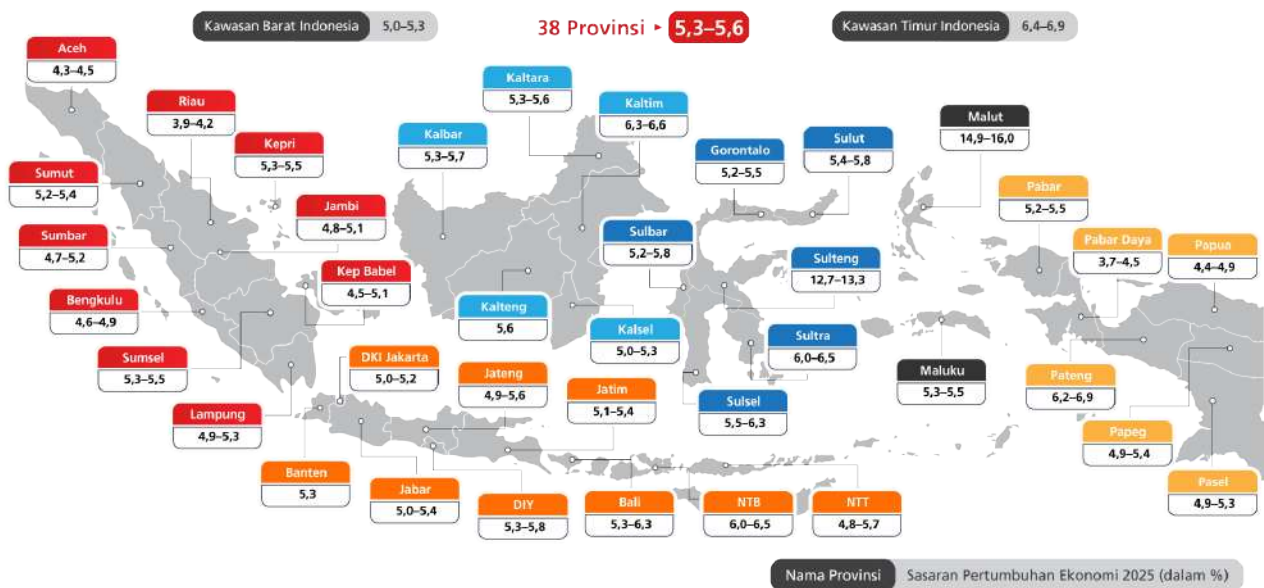 Kawasan Barat Indonesia 5,0–5,3
38 Provinsi ▸ 5,3–5,6
Kawasan Timur Indonesia 6,4–6,9
Aceh
4,3–4,5
Riau
3,9–4,2
Kepri
5,3–5,5
Sumut
5,2–5,4
Jambi
4,8–5,1
Sumbar
4,7–5,2
Kep Babel
4,5–5,1
Bengkulu
4,6–4,9
Sumsel
5,3–5,5
Lampung
4,9–5,3
Kaltara
5,3–5,6
Kaltim
6,3–6,6
Kalbar
5,3–5,7
Kalteng
5,6
Kalsel
5,0–5,3
Gorontalo
5,2–5,5
Sulut
5,4–5,8
Sulbar
5,2–5,8
Sulteng
12,7–13,3
Sultra
6,0–6,5
Sulsel
5,5–6,3
Malut
14,9–16,0
Maluku
5,3–5,5
Pabar
5,2–5,5
Pabar Daya
3,7–4,5
Papua
4,4–4,9
Pateng
6,2–6,9
Papeg
4,9–5,4
Pasel
4,9–5,3
DKI Jakarta
5,0–5,2
Jateng
4,9–5,6
Jatim
5,1–5,4
Banten
5,3
Jabar
5,0–5,4
DIY
5,3–5,8
Bali
5,3–6,3
NTB
6,0–6,5
NTT
4,8–5,7
Nama Provinsi Sasaran Pertumbuhan Ekonomi 2025 (dalam %)